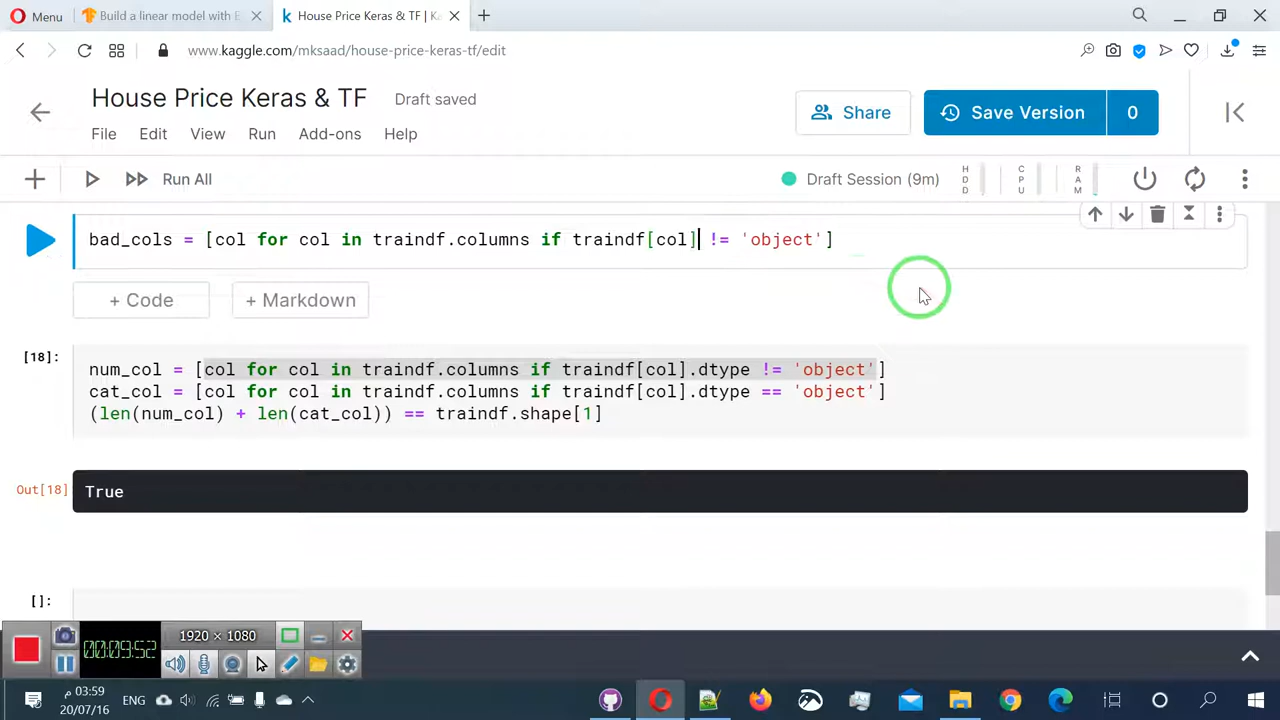 Menu
Build a linear model with E
House Price Keras & TF | Ka
www.kaggle.com/mksaad/house-price-keras-tf/edit
House Price Keras & TF
Draft saved
File Edit View Run Add-ons Help
Share
Save Version
0
Run All
Draft Session (9m)
HDD
CPU
RAM
bad_cols = [col for col in traindf.columns if traindf[col] != 'object']
+ Code
+ Markdown
[18]:
num_col = [col for col in traindf.columns if traindf[col].dtype != 'object']
cat_col = [col for col in traindf.columns if traindf[col].dtype == 'object']
(len(num_col) + len(cat_col)) == traindf.shape[1]
Out[18]
True
[]:
1920 × 1080
00:09:52
ENG
03:59 م
20/07/16